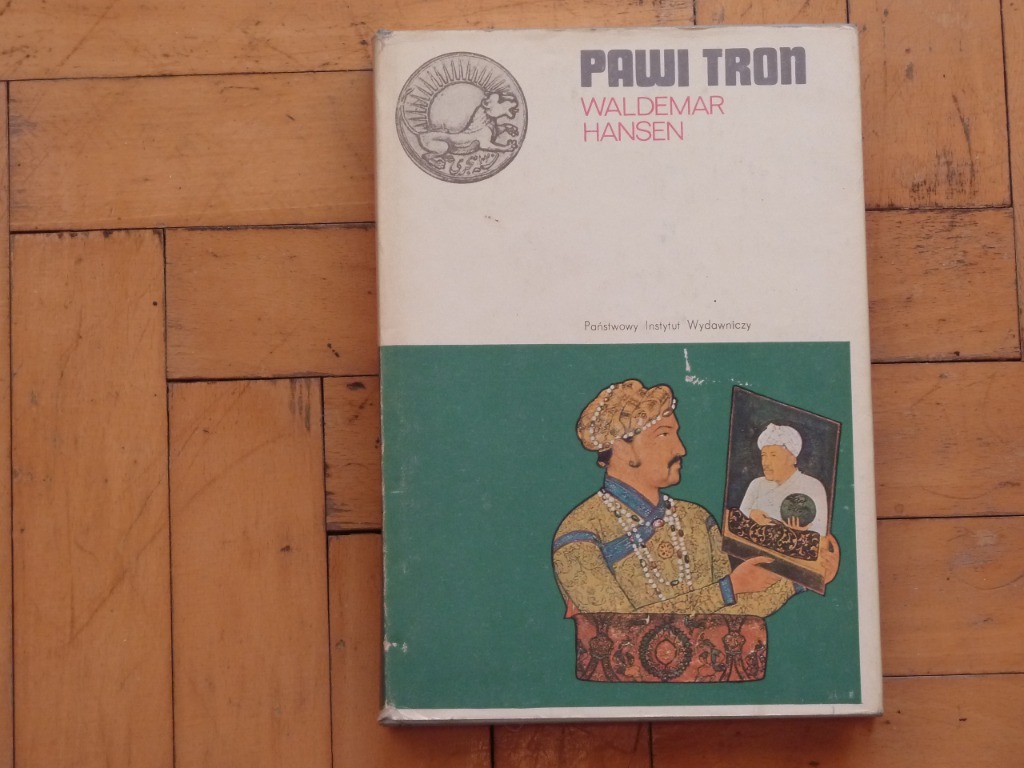 PAWI TRON
WALDEMAR
HANSEN
Państwowy Instytut Wydawniczy